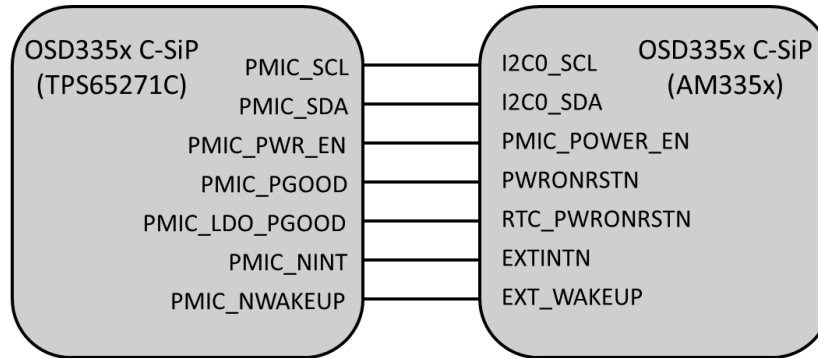 OSD335x C-SiP
(TPS65271C)
PMIC_SCL
PMIC_SDA
PMIC_PWR_EN
PMIC_PGOOD
PMIC_LDO_PGOOD
PMIC_NINT
PMIC_NWAKEUP
OSD335x C-SiP
(AM335x)
I2C0_SCL
I2C0_SDA
PMIC_POWER_EN
PWRONRSTN
RTC_PWRONRSTN
EXTINTN
EXT_WAKEUP